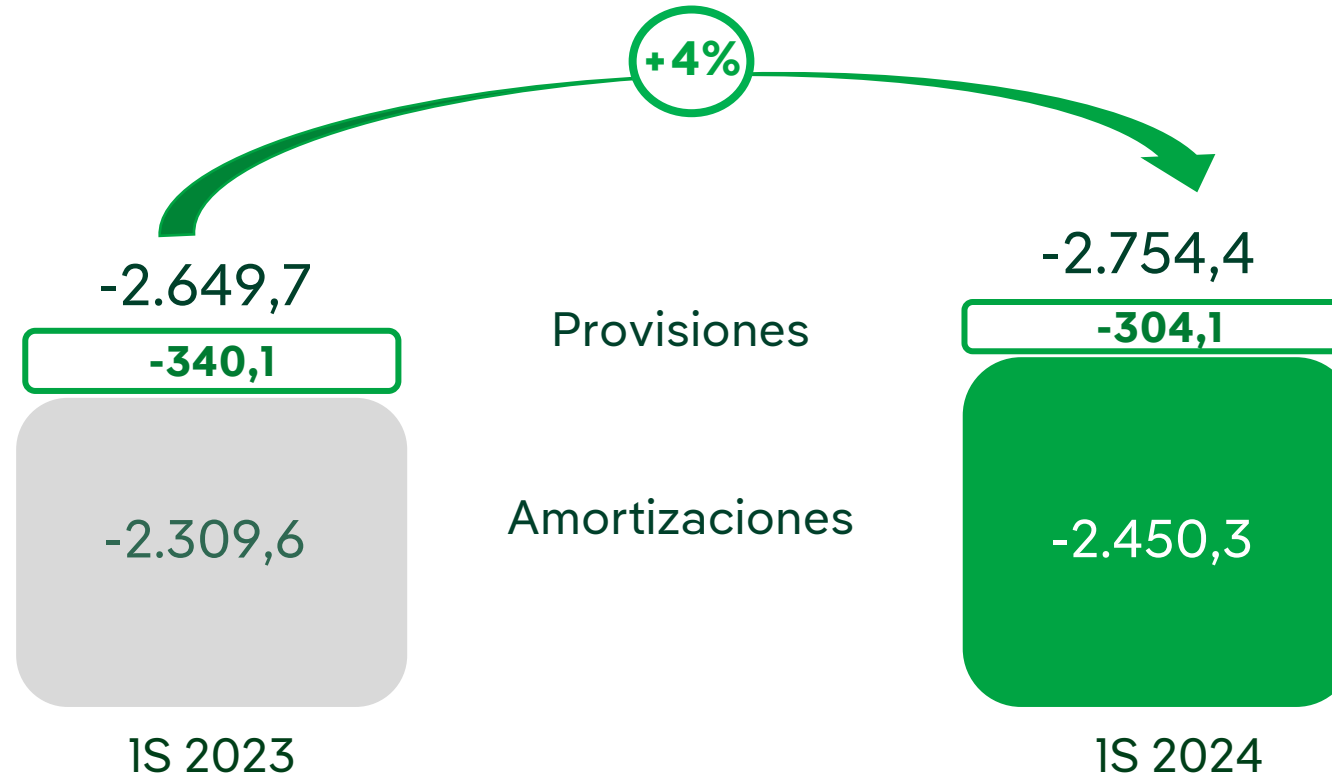 +4%
-2.649,7
-2.754,4
-340,1
Provisiones
-304,1
-2.309,6
Amortizaciones
-2.450,3
1S 2023
1S 2024